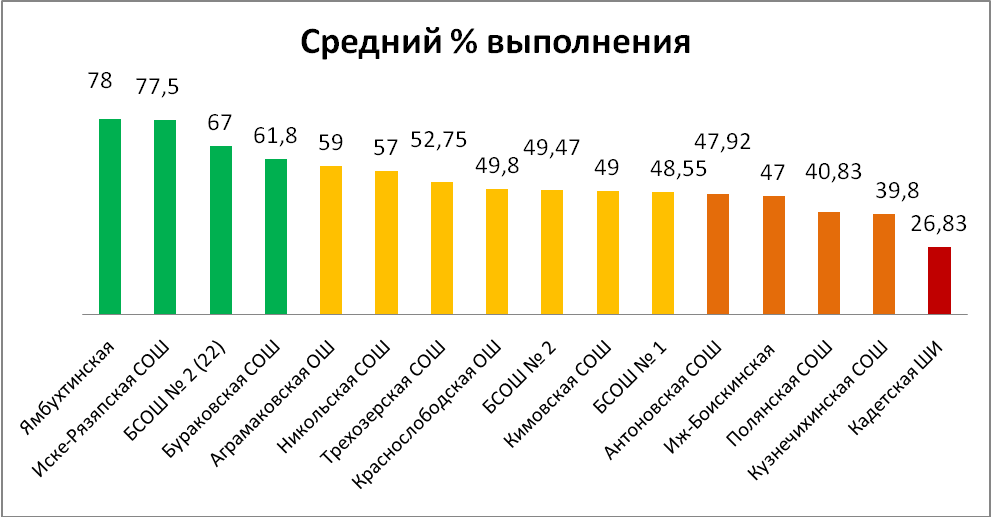 Средний % выполнения
78
77,5
67
61,8
59
57
52,75
49,8
49,47
49
48,55
47,92
47
40,83
39,8
26,83
Ямбухтинская
Иске-Рязяпская СОШ
БСОШ № 2 (22)
Бураковская СОШ
Аграмаковская ОШ
Никольская СОШ
Трехозерская СОШ
Краснослободская ОШ
БСОШ № 2
Кимовская СОШ
БСОШ № 1
Антоновская СОШ
Иж-Боискинская
Полянская СОШ
Кузнечихинская СОШ
Кадетская ШИ